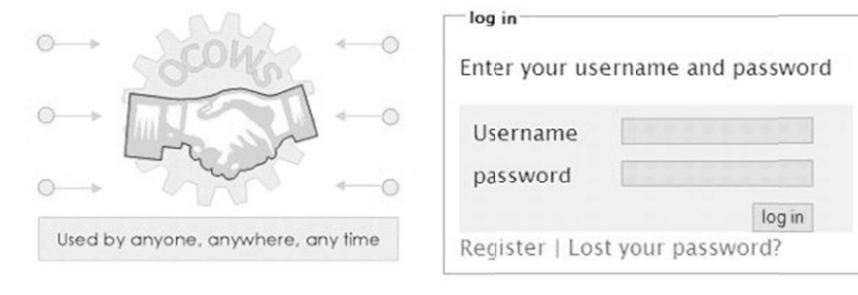 OCOWS
Used by anyone, anywhere, any time
log in
Enter your username and password
Username
password
log in
Register | Lost your password?